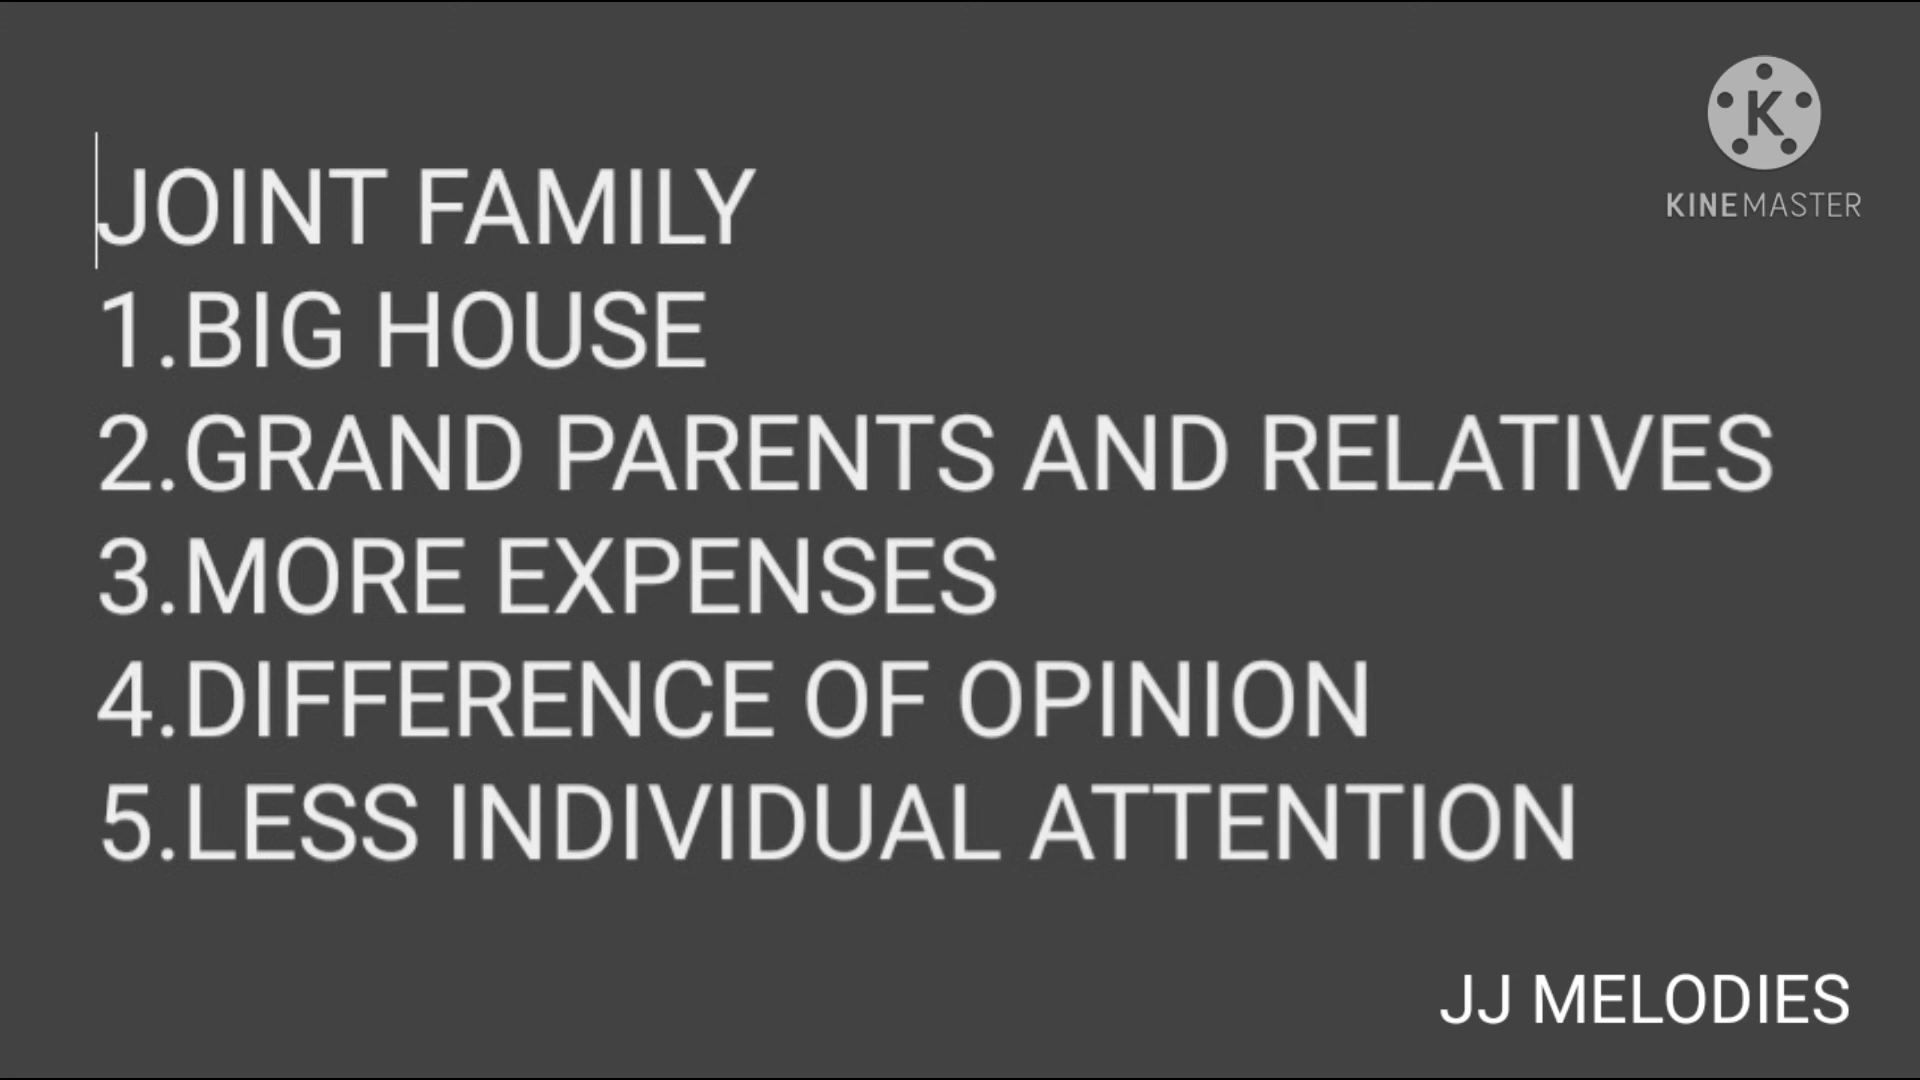 JOINT FAMILY
1.BIG HOUSE
2.GRAND PARENTS AND RELATIVES
3.MORE EXPENSES
4.DIFFERENCE OF OPINION
5.LESS INDIVIDUAL ATTENTION
K
KINEMASTER
JJ MELODIES